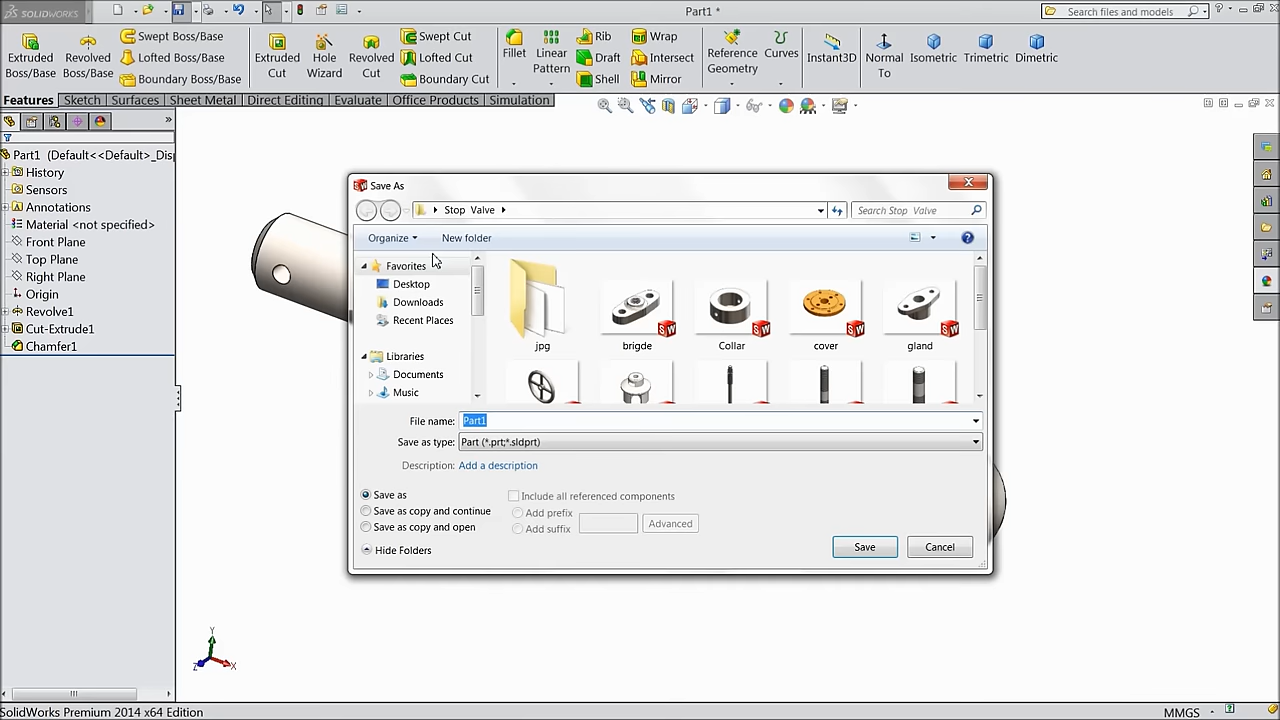 SOLIDWORKS
Part1 *
Search files and models
Extruded Boss/Base
Revolved Boss/Base
Swept Boss/Base
Lofted Boss/Base
Boundary Boss/Base
Extruded Cut
Hole Wizard
Revolved Cut
Swept Cut
Lofted Cut
Boundary Cut
Fillet
Linear Pattern
Rib
Draft
Shell
Wrap
Intersect
Mirror
Reference Geometry
Curves
Instant3D
Normal To
Isometric
Trimetric
Dimetric
Features
Sketch
Surfaces
Sheet Metal
Direct Editing
Evaluate
Office Products
Simulation
Part1 (Default<<Default>_Disp
History
Sensors
Annotations
Material <not specified>
Front Plane
Top Plane
Right Plane
Origin
Revolve1
Cut-Extrude1
Chamfer1
Save As
Stop Valve
Search Stop Valve
Organize
New folder
Favorites
Desktop
Downloads
Recent Places
Libraries
Documents
Music
jpg
brigde
Collar
cover
gland
File name: Part1
Save as type: Part (*.prt;*.sldprt)
Description: Add a description
Save as
Save as copy and continue
Save as copy and open
Include all referenced components
Add prefix
Add suffix
Advanced
Hide Folders
Save
Cancel
Y
Z
X
SolidWorks Premium 2014 x64 Edition
MMGS